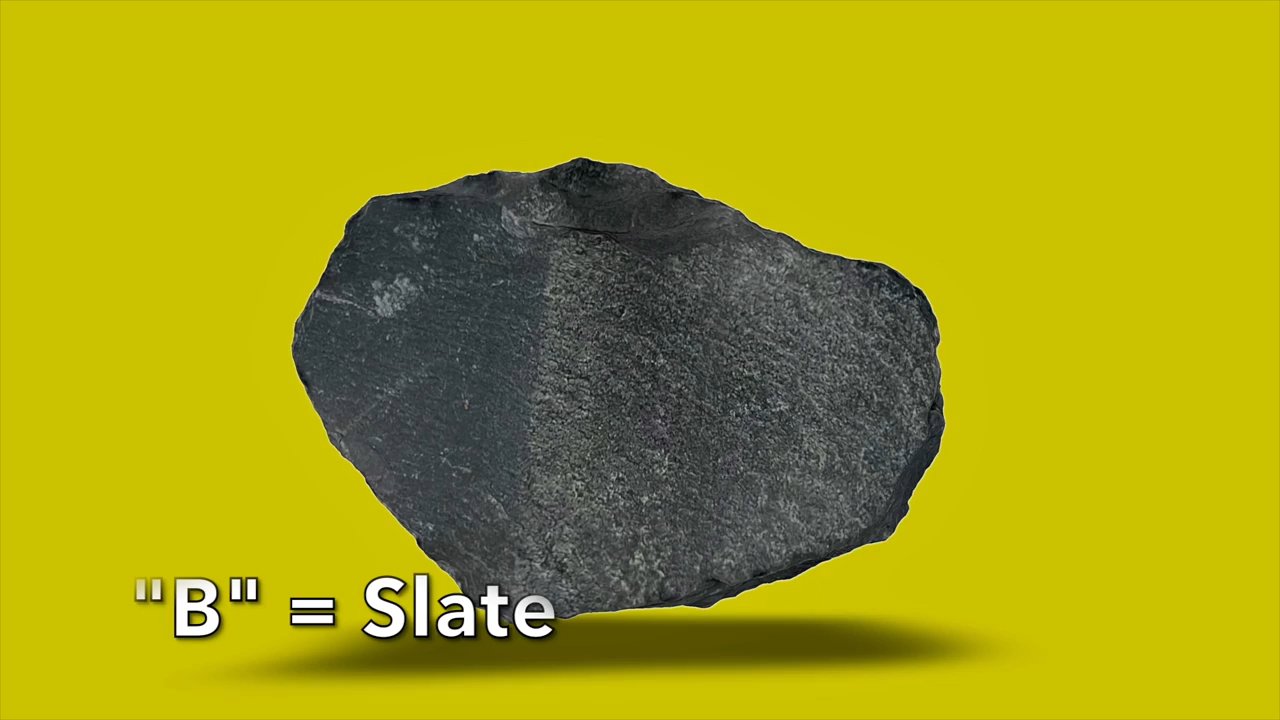 "B" = Slate